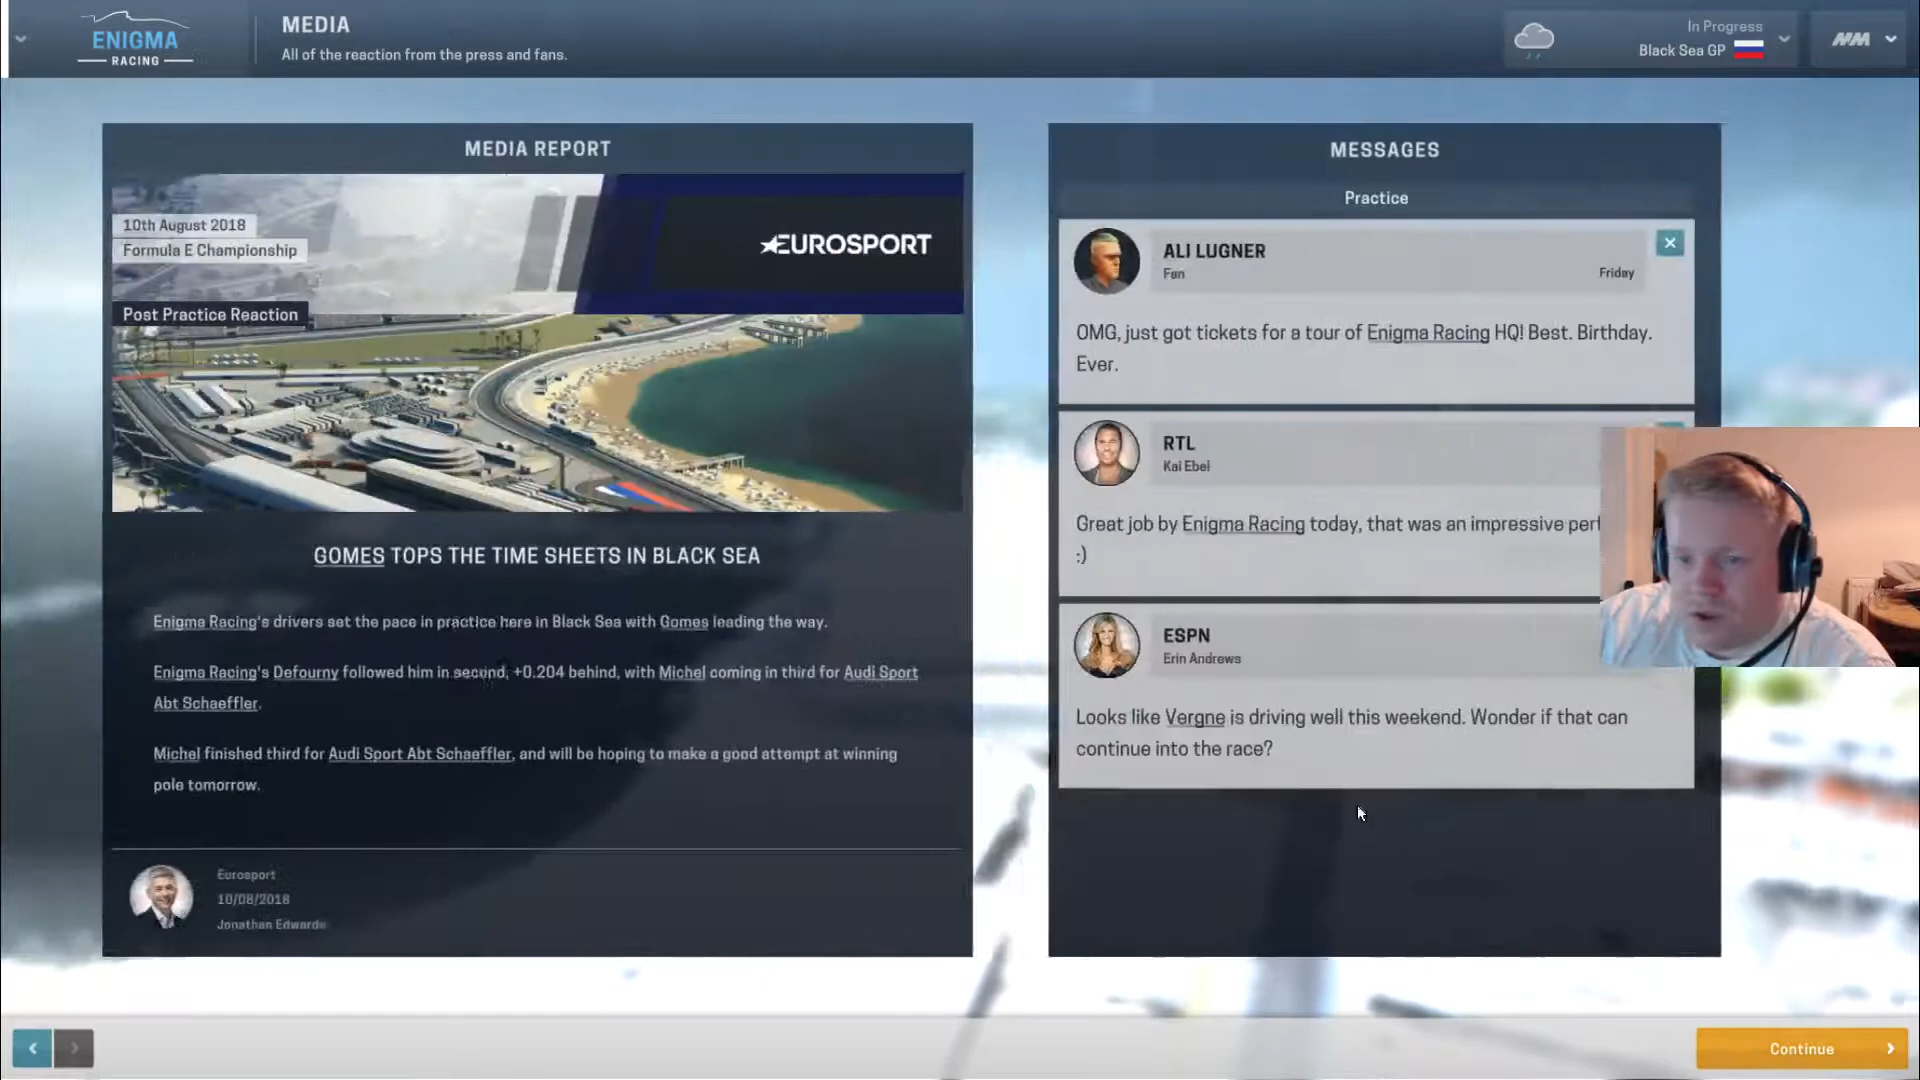 ENIGMA
RACING
MEDIA
All of the reaction from the press and fans.
In Progress
Black Sea GP
MM
MEDIA REPORT
10th August 2018
Formula E Championship
EUROSPORT
Post Practice Reaction
GOMES TOPS THE TIME SHEETS IN BLACK SEA
Enigma Racing's drivers set the pace in practice here in Black Sea with Gomes leading the way.
Enigma Racing's Defourny followed him in second, +0.204 behind, with Michel coming in third for Audi Sport
Abt Schaeffler.
Michel finished third for Audi Sport Abt Schaeffler, and will be hoping to make a good attempt at winning
pole tomorrow.
Eurosport
10/08/2018
Jonathan Edwards
MESSAGES
Practice
ALI LUGNER
Fan
Friday
OMG, just got tickets for a tour of Enigma Racing HQ! Best. Birthday.
Ever.
RTL
Kai Ebel
Great job by Enigma Racing today, that was an impressive perf
:)
ESPN
Erin Andrews
Looks like Vergne is driving well this weekend. Wonder if that can
continue into the race?
Continue